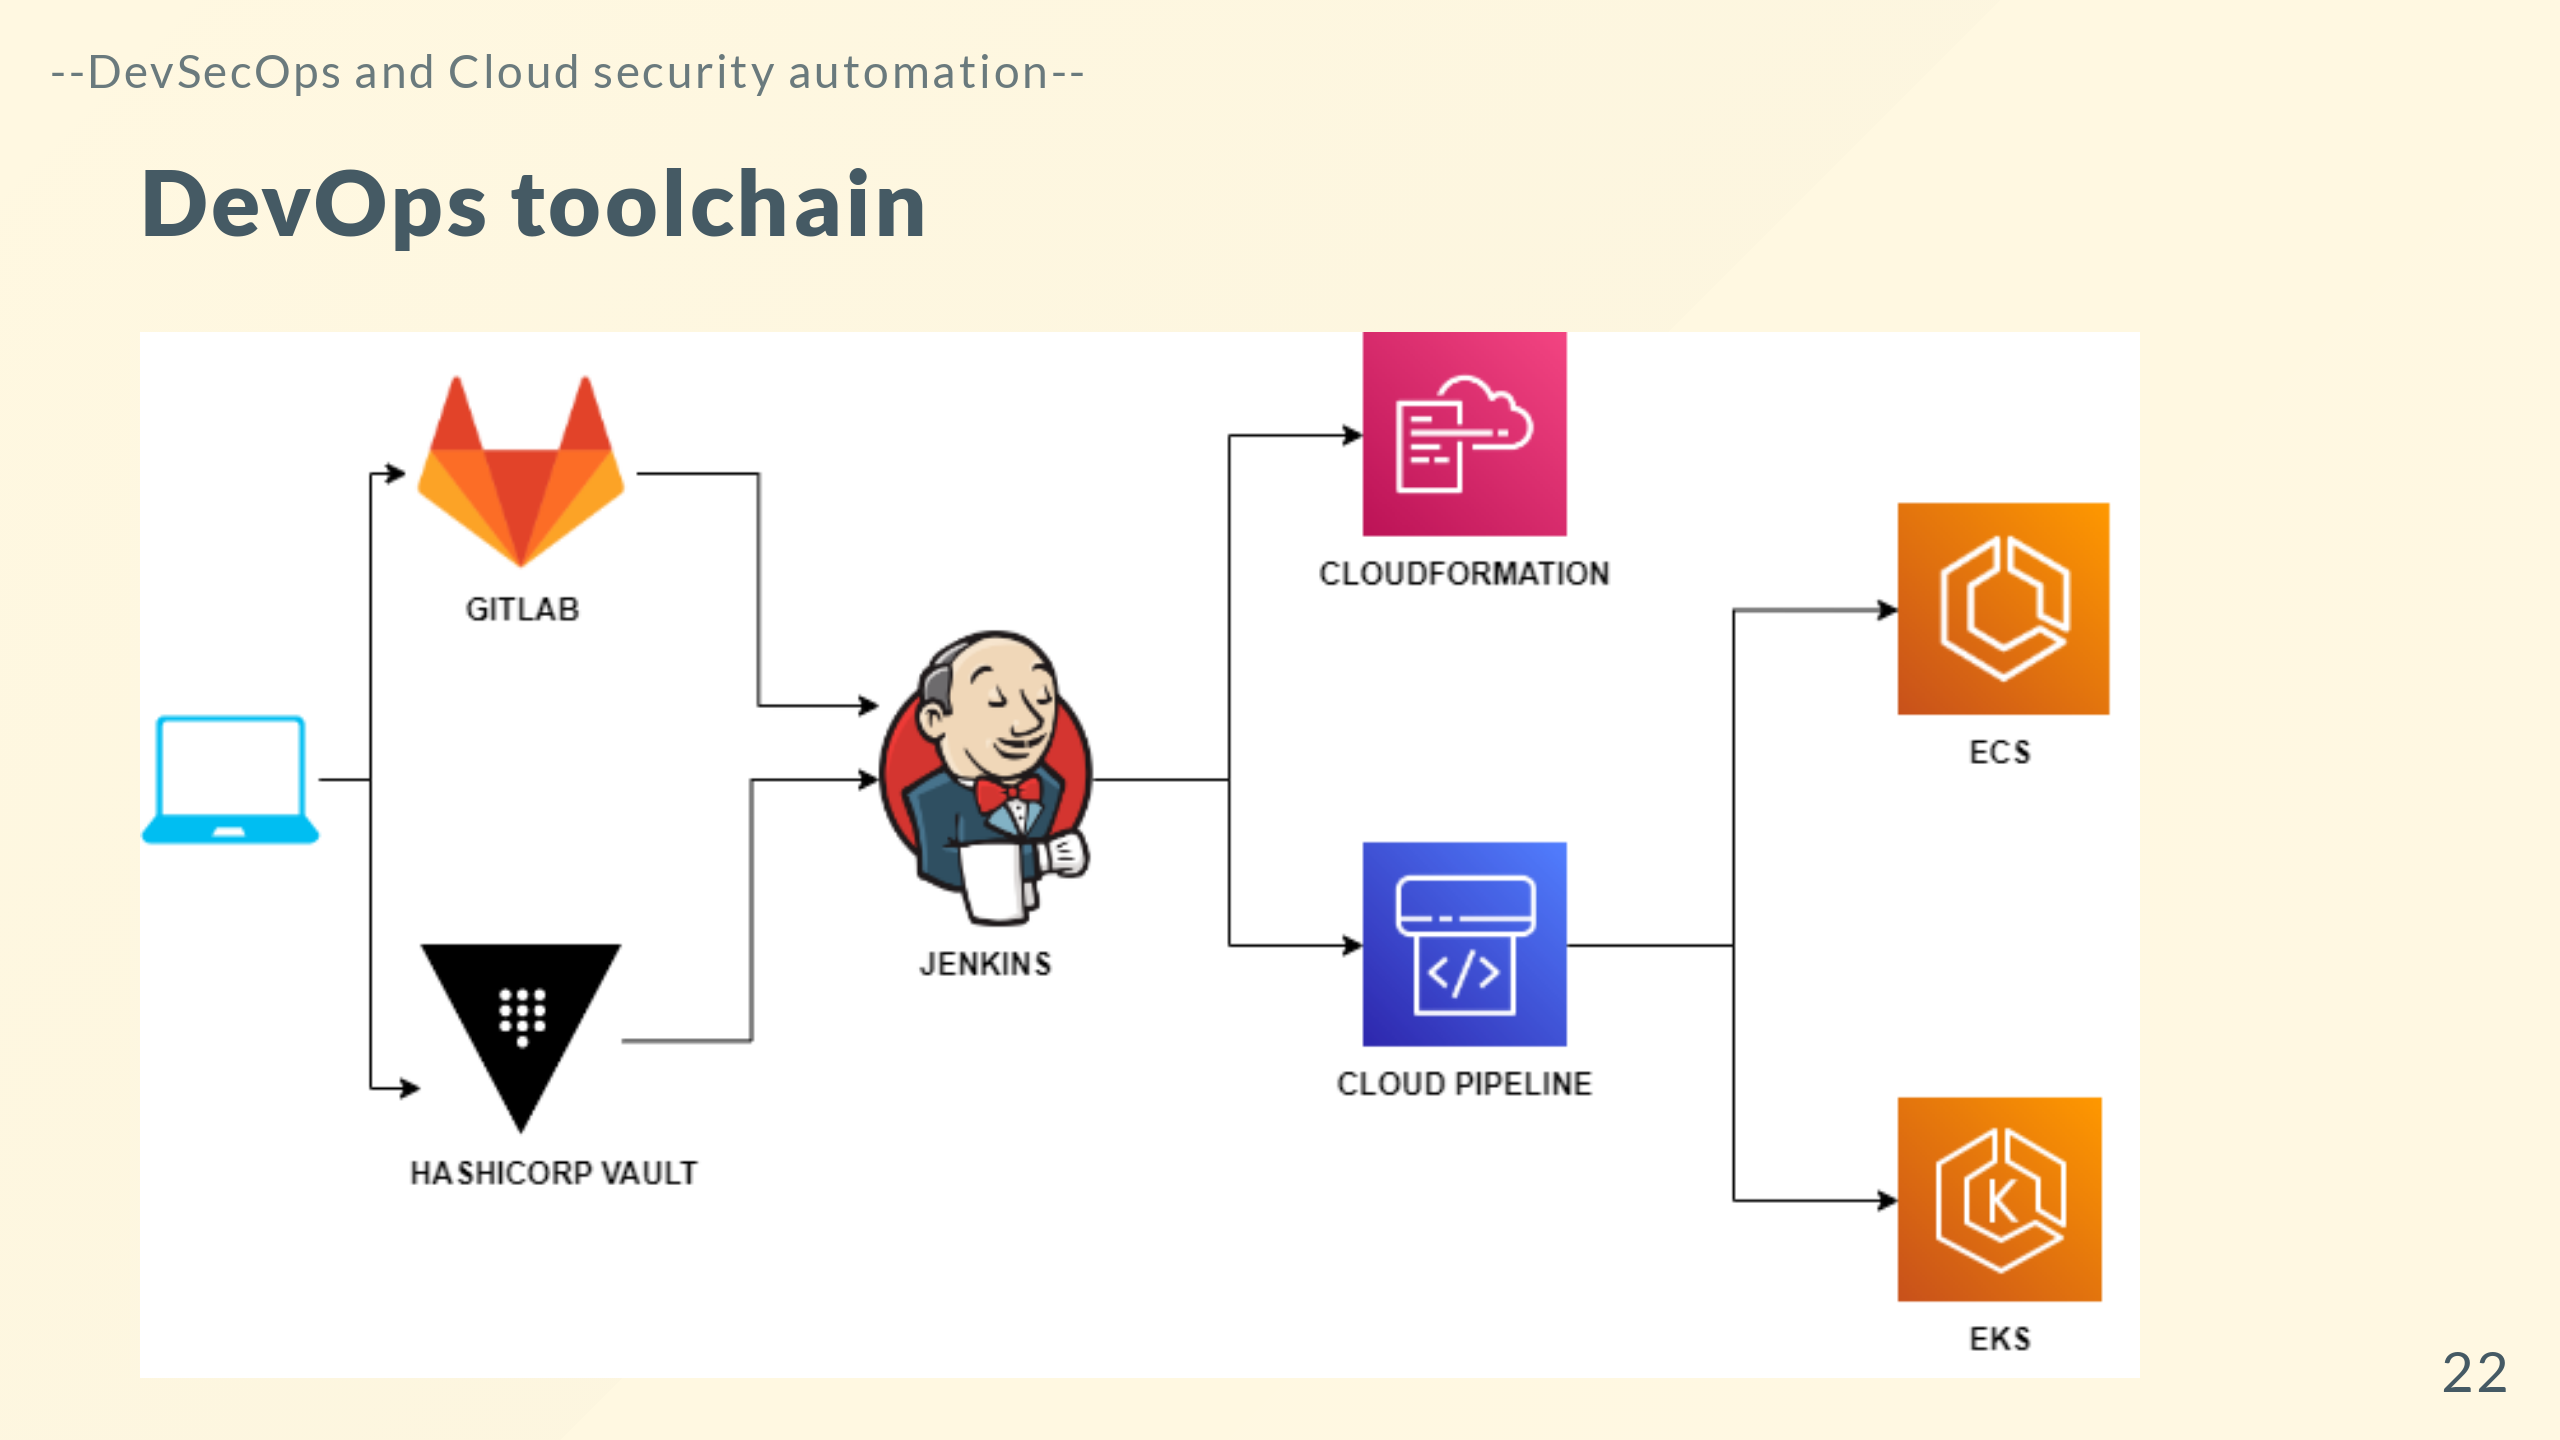 --DevSecOps and Cloud security automation--
DevOps toolchain
GITLAB
HASHICORP VAULT
JENKINS
CLOUDFORMATION
</>
CLOUD PIPELINE
ECS
K
EKS
22